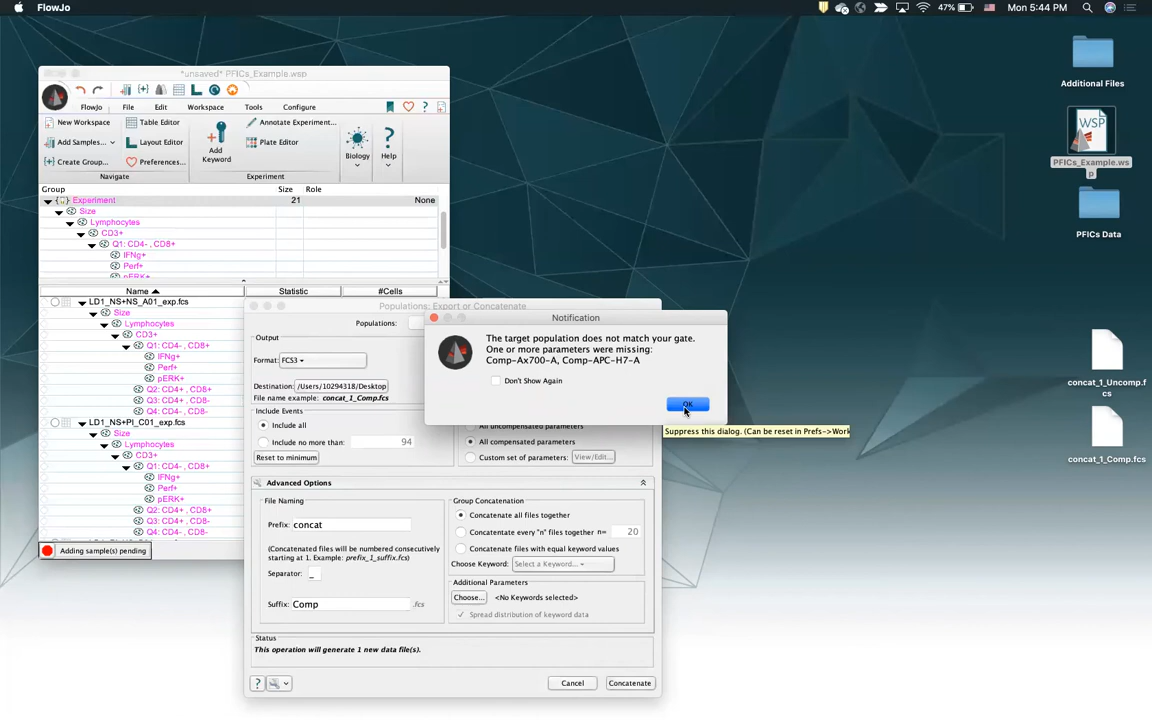 FlowJo
47%
Mon 5:44 PM
*unsaved* PFICs_Example.wsp
FlowJo File Edit Workspace Tools Configure
New Workspace
Table Editor
Annotate Experiment...
Add Samples...
Layout Editor
Plate Editor
Create Group...
Preferences...
Add
Keyword
Biology
Help
Navigate
Experiment
Group Size Role
{w} Experiment 21 None
Size
Lymphocytes
CD3+
Q1: CD4- , CD8+
IFNg+
Perf+
pERK+
Name Statistic #Cells
LD1_NS+NS_A01_exp.fcs
Size
Lymphocytes
CD3+
Q1: CD4- , CD8+
IFNg+
Perf+
pERK+
Q2: CD4+ , CD8+
Q3: CD4+ , CD8-
Q4: CD4- , CD8-
LD1_NS+PI_C01_exp.fcs
Size
Lymphocytes
CD3+
Q1: CD4- , CD8+
IFNg+
Perf+
pERK+
Q2: CD4+ , CD8+
Q3: CD4+ , CD8-
Q4: CD4- , CD8-
Adding sample(s) pending
Populations: Export or Concatenate
Populations:
Output
Format: FCS3
Destination: /Users/10294318/Desktop
File name example: concat_1_Comp.fcs
Include Events
Include all
Include no more than: 94
Reset to minimum
All uncompensated parameters
All compensated parameters
Custom set of parameters: View/Edit...
Notification
The target population does not match your gate.
One or more parameters were missing:
Comp-Ax700-A, Comp-APC-H7-A
Don't Show Again
OK
Suppress this dialog. (Can be reset in Prefs->Work
Advanced Options
File Naming
Prefix: concat
(Concatenated files will be numbered consecutively
starting at 1. Example: prefix_1_suffix.fcs)
Separator: _
Suffix: Comp .fcs
Group Concatenation
Concatenate all files together
Concatentate every "n" files together n= 20
Concatenate files with equal keyword values
Choose Keyword: Select a Keyword...
Additional Parameters
Choose... <No Keywords selected>
Spread distribution of keyword data
Status
This operation will generate 1 new data file(s).
?
Cancel
Concatenate
Additional Files
WSP
PFICs_Example.ws
p
PFICs Data
concat_1_Uncomp.f
cs
concat_1_Comp.fcs